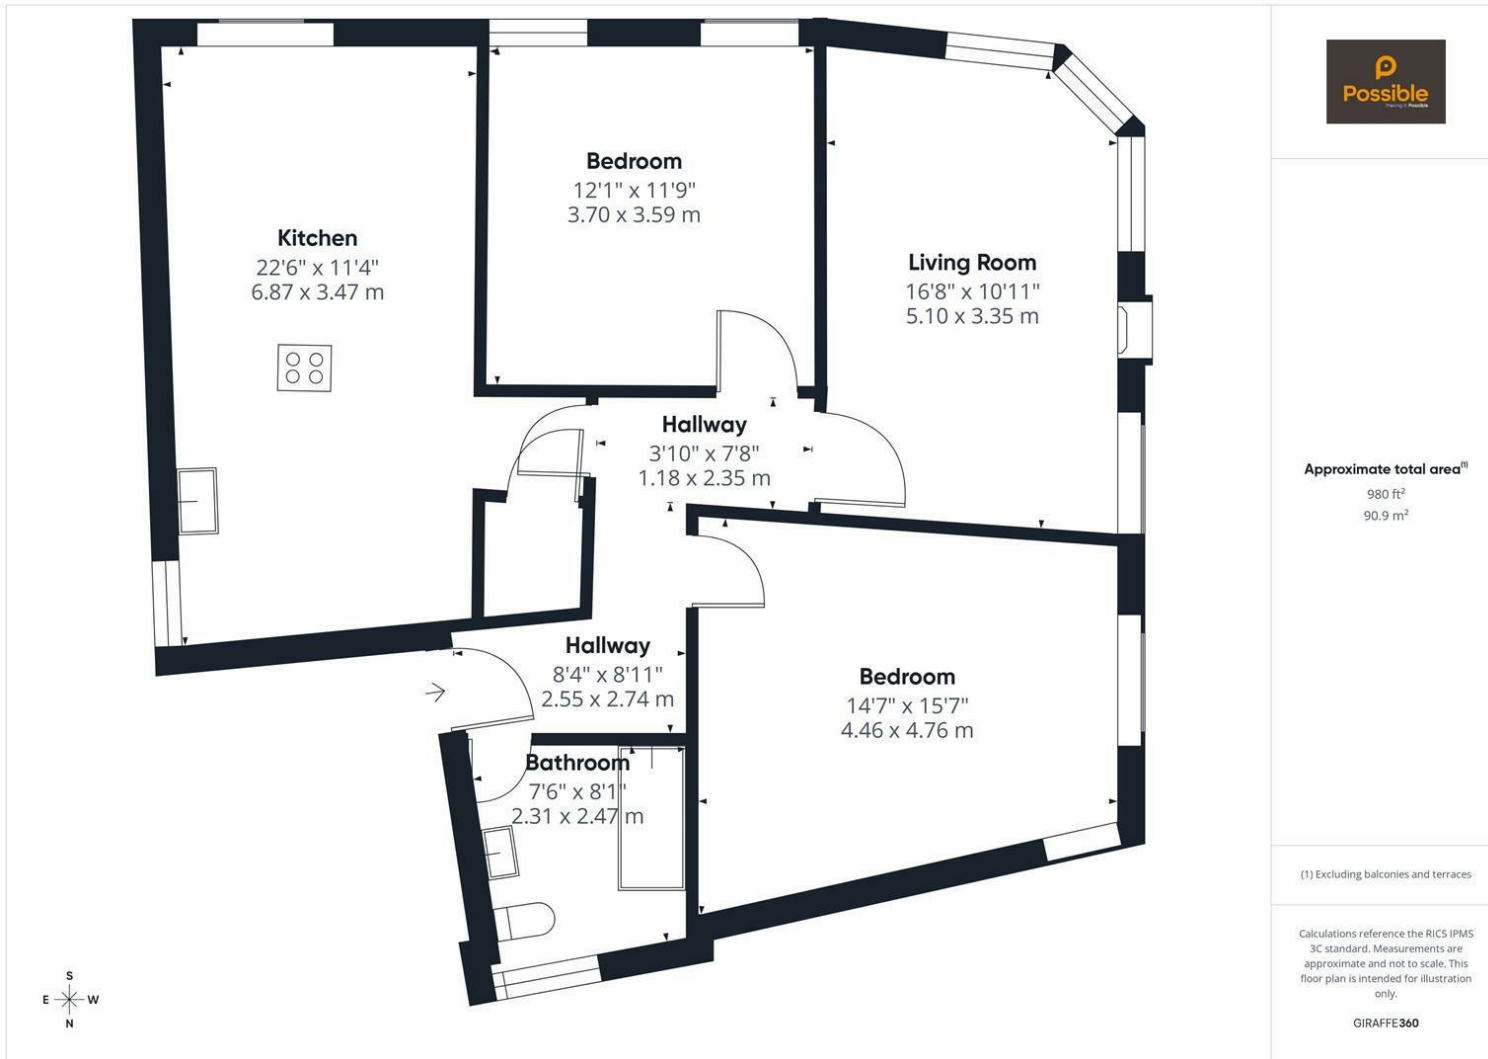 Kitchen
22'6" x 11'4"
6.87 x 3.47 m
Bedroom
12'1" x 11'9"
3.70 x 3.59 m
Living Room
16'8" x 10'11"
5.10 x 3.35 m
Hallway
3'10" x 7'8"
1.18 x 2.35 m
Hallway
8'4" x 8'11"
2.55 x 2.74 m
Bedroom
14'7" x 15'7"
4.46 x 4.76 m
Bathroom
7'6" x 8'1"
2.31 x 2.47 m
S
E W
N
Possible
Making it Possible
Approximate total area(1)
980 ft²
90.9 m²
(1) Excluding balconies and terraces
Calculations reference the RICS IPMS
3C standard. Measurements are
approximate and not to scale. This
floor plan is intended for illustration
only.
GIRAFFE360